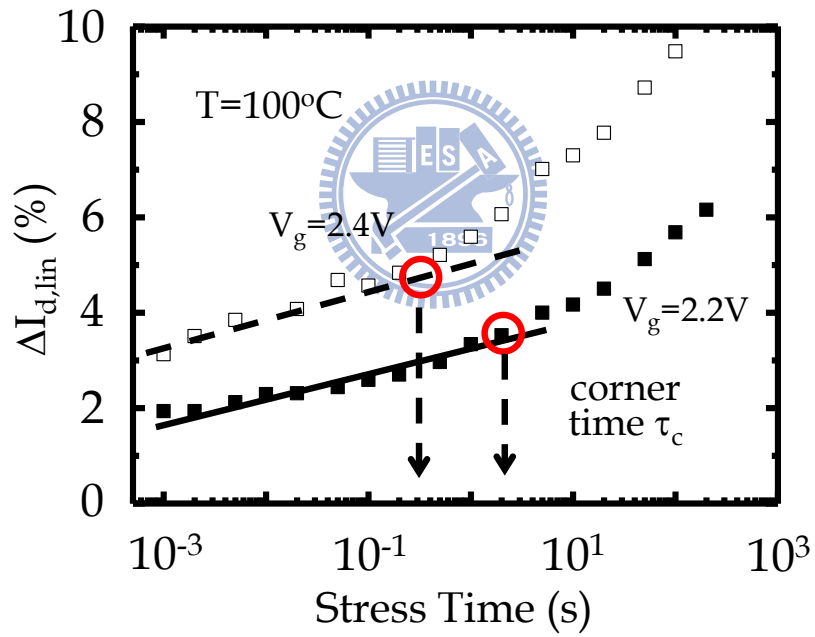 10
8
6
4
2
0
ΔI_d,lin (%)
T=100°C
E S A
1896
V_g=2.4V
V_g=2.2V
corner
time τ_c
10^-3
10^-1
10^1
10^3
Stress Time (s)